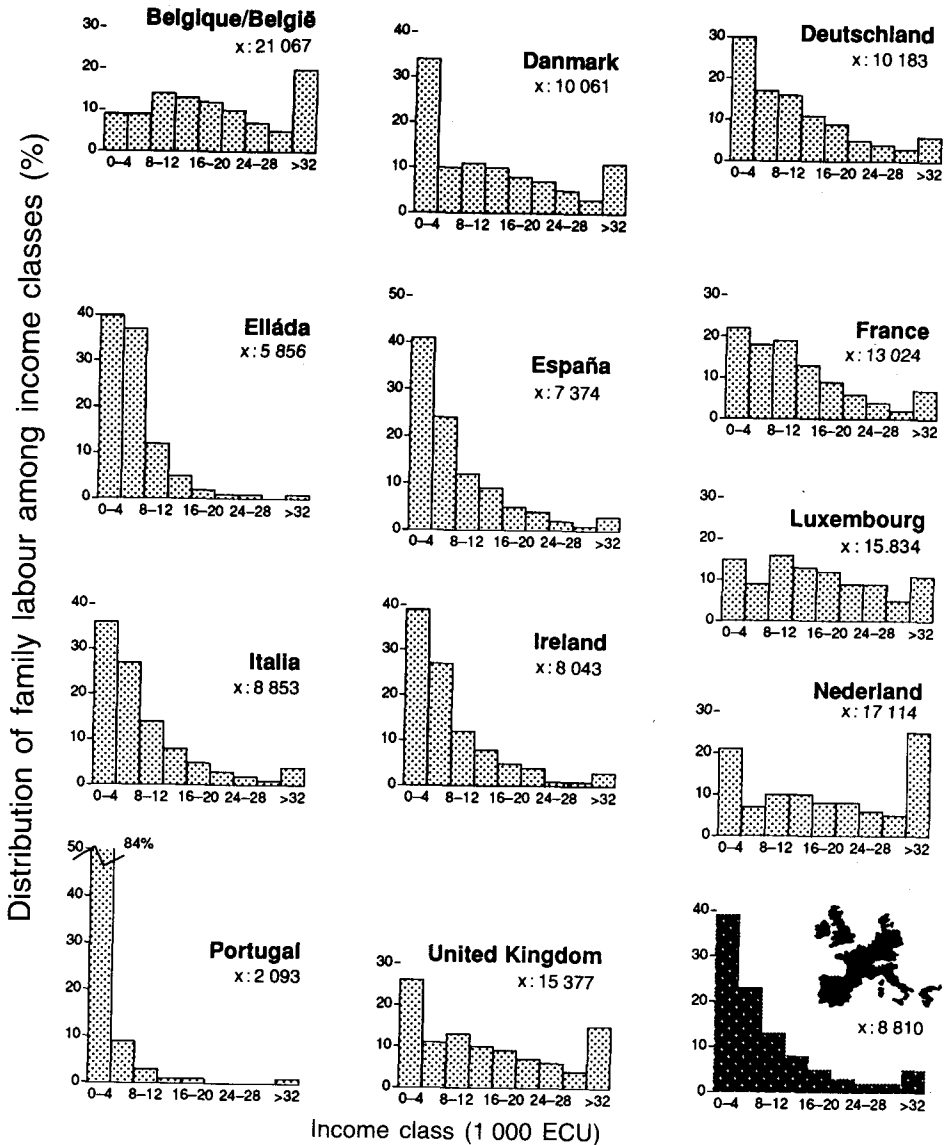 Distribution of family labour among income classes (%)
Belgique/België
x: 21 067
30-
20-
10-
0
0–4 8–12 16–20 24–28 >32
Danmark
x: 10 061
40-
30-
20-
10-
0
0–4 8–12 16–20 24–28 >32
Deutschland
x: 10 183
30
20
10
0
0–4 8–12 16–20 24–28 >32
Elláda
x: 5 856
40
30
20
10
0
0–4 8–12 16–20 24–28 >32
España
x: 7 374
50-
40
30
20
10
0
0–4 8–12 16–20 24–28 >32
France
x: 13 024
30-
20
10
0
0–4 8–12 16–20 24–28 >32
Luxembourg
x: 15.834
30-
20-
10
0
0–4 8–12 16–20 24–28 >32
Italia
x: 8 853
40-
30
20
10
0
0–4 8–12 16–20 24–28 >32
Ireland
x: 8 043
40-
30
20
10
0
0–4 8–12 16–20 24–28 >32
Nederland
x: 17 114
30-
20
10
0
0–4 8–12 16–20 24–28 >32
Portugal
x: 2 093
84%
50
40
30
20
10
0
0–4 8–12 16–20 24–28 >32
United Kingdom
x: 15 377
30-
20
10
0
0–4 8–12 16–20 24–28 >32
x: 8 810
40
30
20
10
0
0–4 8–12 16–20 24–28 >32
Income class (1 000 ECU)